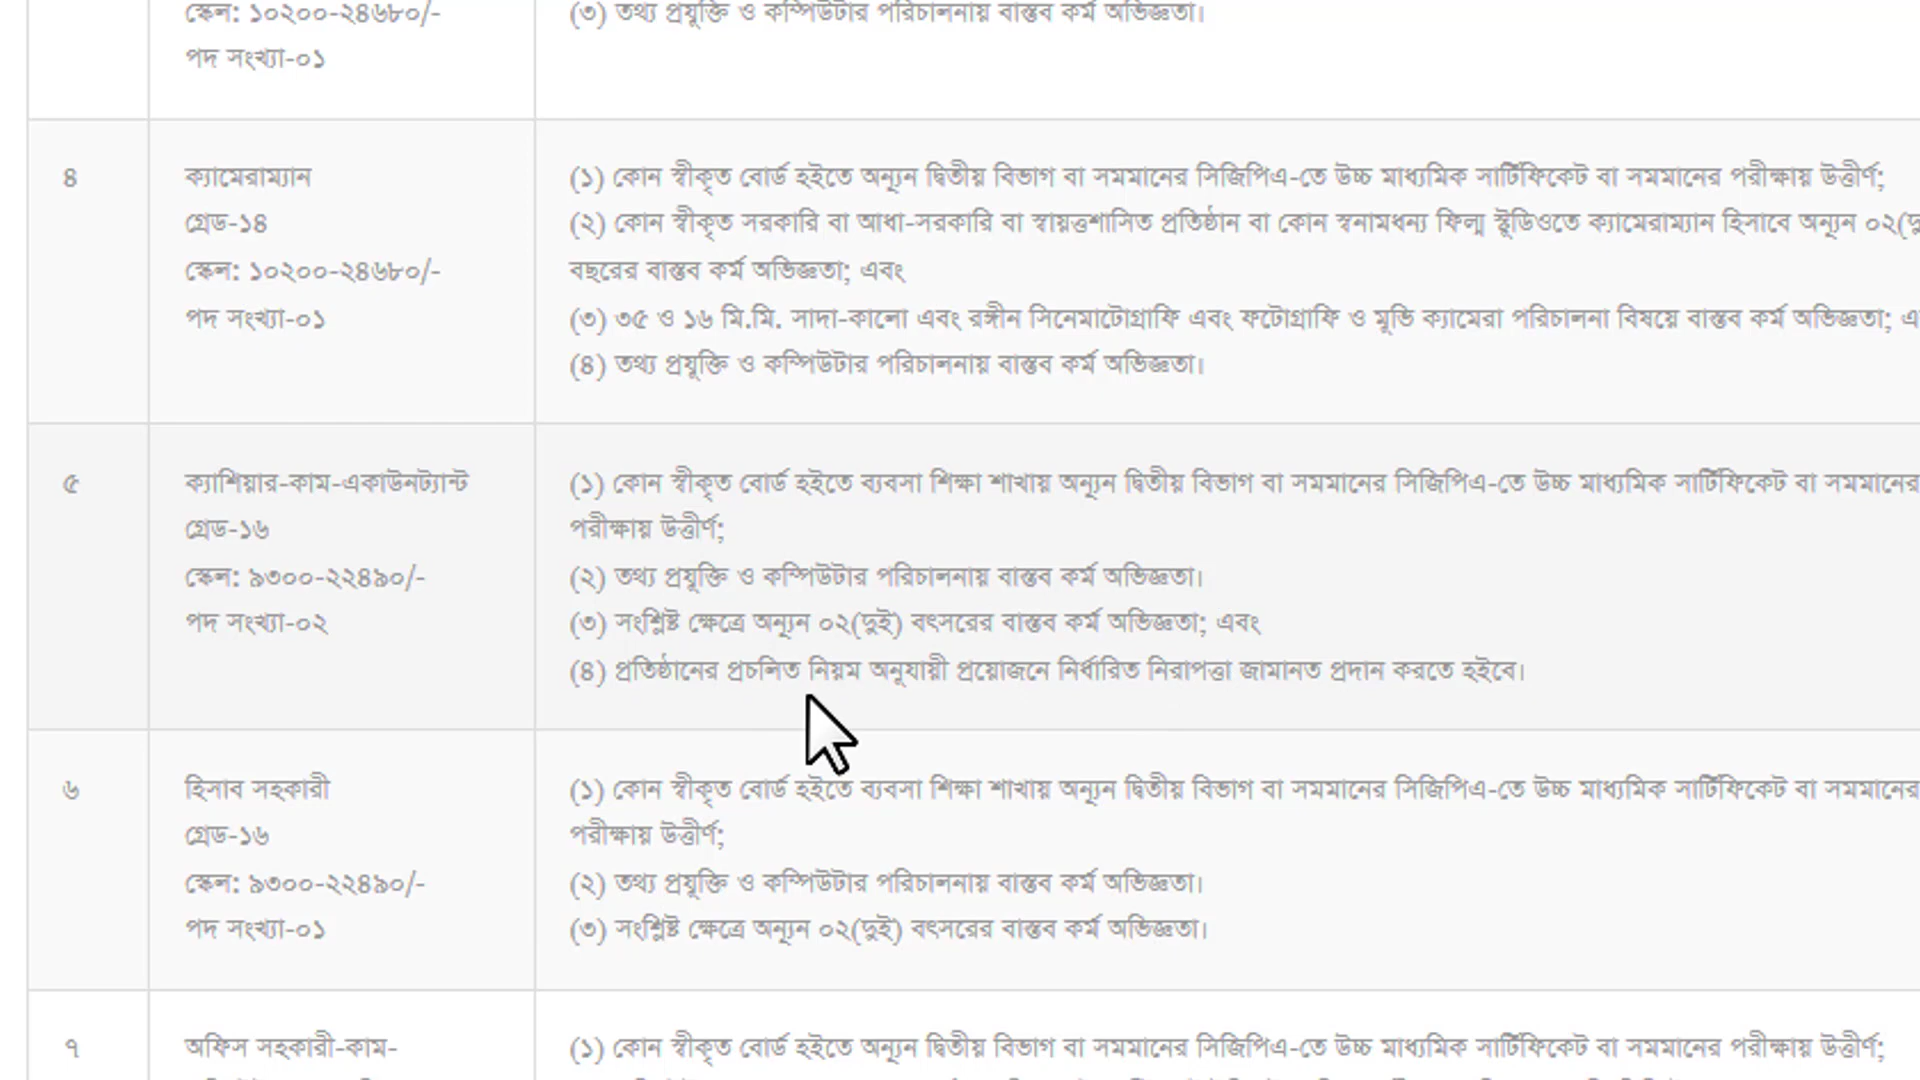 স্কেল: ১০২০০-২৪৬৮০/-
পদ সংখ্যা-০১
(৩) তথ্য প্রযুক্তি ও কম্পিউটার পরিচালনায় বাস্তব কর্ম অভিজ্ঞতা।
৪
ক্যামেরাম্যান
গ্রেড-১৪
স্কেল: ১০২০০-২৪৬৮০/-
পদ সংখ্যা-০১
(১) কোন স্বীকৃত বোর্ড হইতে অন্যূন দ্বিতীয় বিভাগ বা সমমানের সিজিপিএ-তে উচ্চ মাধ্যমিক সার্টিফিকেট বা সমমানের পরীক্ষায় উত্তীর্ণ;
(২) কোন স্বীকৃত সরকারি বা আধা-সরকারি বা স্বায়ত্তশাসিত প্রতিষ্ঠান বা কোন স্বনামধন্য ফিল্ম স্টুডিওতে ক্যামেরাম্যান হিসাবে অন্যূন ০২(
বছরের বাস্তব কর্ম অভিজ্ঞতা; এবং
(৩) ৩৫ ও ১৬ মি.মি. সাদা-কালো এবং রঙ্গীন সিনেমাটোগ্রাফি এবং ফটোগ্রাফি ও মুভি ক্যামেরা পরিচালনা বিষয়ে বাস্তব কর্ম অভিজ্ঞতা;
(৪) তথ্য প্রযুক্তি ও কম্পিউটার পরিচালনায় বাস্তব কর্ম অভিজ্ঞতা।
৫
ক্যাশিয়ার-কাম-একাউনট্যান্ট
গ্রেড-১৬
স্কেল: ৯৩০০-২২৪৯০/-
পদ সংখ্যা-০২
(১) কোন স্বীকৃত বোর্ড হইতে ব্যবসা শিক্ষা শাখায় অন্যূন দ্বিতীয় বিভাগ বা সমমানের সিজিপিএ-তে উচ্চ মাধ্যমিক সার্টিফিকেট বা সমমানের
পরীক্ষায় উত্তীর্ণ;
(২) তথ্য প্রযুক্তি ও কম্পিউটার পরিচালনায় বাস্তব কর্ম অভিজ্ঞতা।
(৩) সংশ্লিষ্ট ক্ষেত্রে অন্যূন ০২(দুই) বৎসরের বাস্তব কর্ম অভিজ্ঞতা; এবং
(৪) প্রতিষ্ঠানের প্রচলিত নিয়ম অনুযায়ী প্রয়োজনে নির্ধারিত নিরাপত্তা জামানত প্রদান করতে হইবে।
৬
হিসাব সহকারী
গ্রেড-১৬
স্কেল: ৯৩০০-২২৪৯০/-
পদ সংখ্যা-০১
(১) কোন স্বীকৃত বোর্ড হইতে ব্যবসা শিক্ষা শাখায় অন্যূন দ্বিতীয় বিভাগ বা সমমানের সিজিপিএ-তে উচ্চ মাধ্যমিক সার্টিফিকেট বা সমমানের
পরীক্ষায় উত্তীর্ণ;
(২) তথ্য প্রযুক্তি ও কম্পিউটার পরিচালনায় বাস্তব কর্ম অভিজ্ঞতা।
(৩) সংশ্লিষ্ট ক্ষেত্রে অন্যূন ০২(দুই) বৎসরের বাস্তব কর্ম অভিজ্ঞতা।
৭
অফিস সহকারী-কাম-
(১) কোন স্বীকৃত বোর্ড হইতে অন্যূন দ্বিতীয় বিভাগ বা সমমানের সিজিপিএ-তে উচ্চ মাধ্যমিক সার্টিফিকেট বা সমমানের পরীক্ষায় উত্তীর্ণ;